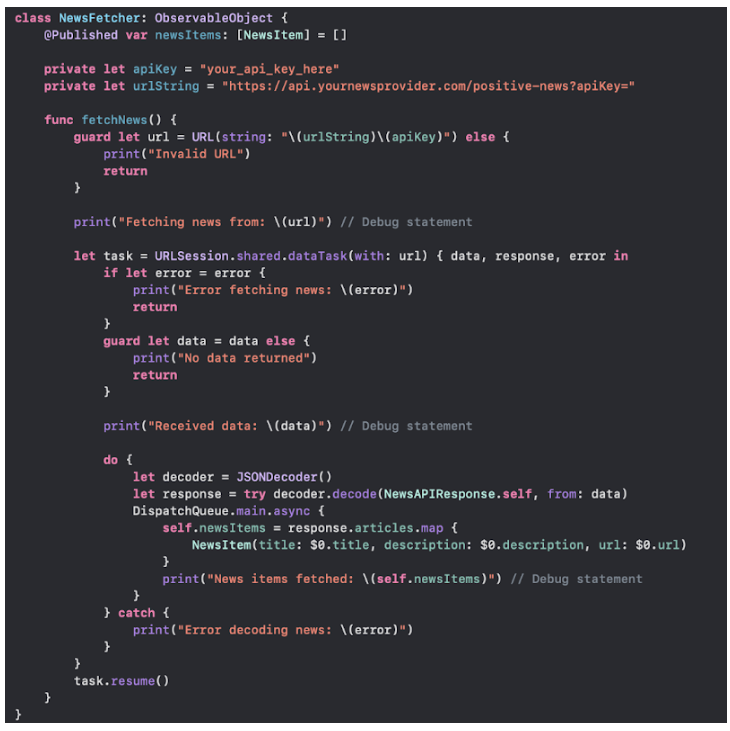 class NewsFetcher: ObservableObject {
    @Published var newsItems: [NewsItem] = []

    private let apiKey = "your_api_key_here"
    private let urlString = "https://api.yournewsprovider.com/positive-news?apiKey="

    func fetchNews() {
        guard let url = URL(string: "\(urlString)\(apiKey)") else {
            print("Invalid URL")
            return
        }

        print("Fetching news from: \(url)") // Debug statement

        let task = URLSession.shared.dataTask(with: url) { data, response, error in
            if let error = error {
                print("Error fetching news: \(error)")
                return
            }
            guard let data = data else {
                print("No data returned")
                return
            }

            print("Received data: \(data)") // Debug statement

            do {
                let decoder = JSONDecoder()
                let response = try decoder.decode(NewsAPIResponse.self, from: data)
                DispatchQueue.main.async {
                    self.newsItems = response.articles.map {
                        NewsItem(title: $0.title, description: $0.description, url: $0.url)
                    }
                    print("News items fetched: \(self.newsItems)") // Debug statement
                }
            } catch {
                print("Error decoding news: \(error)")
            }
        }
        task.resume()
    }
}